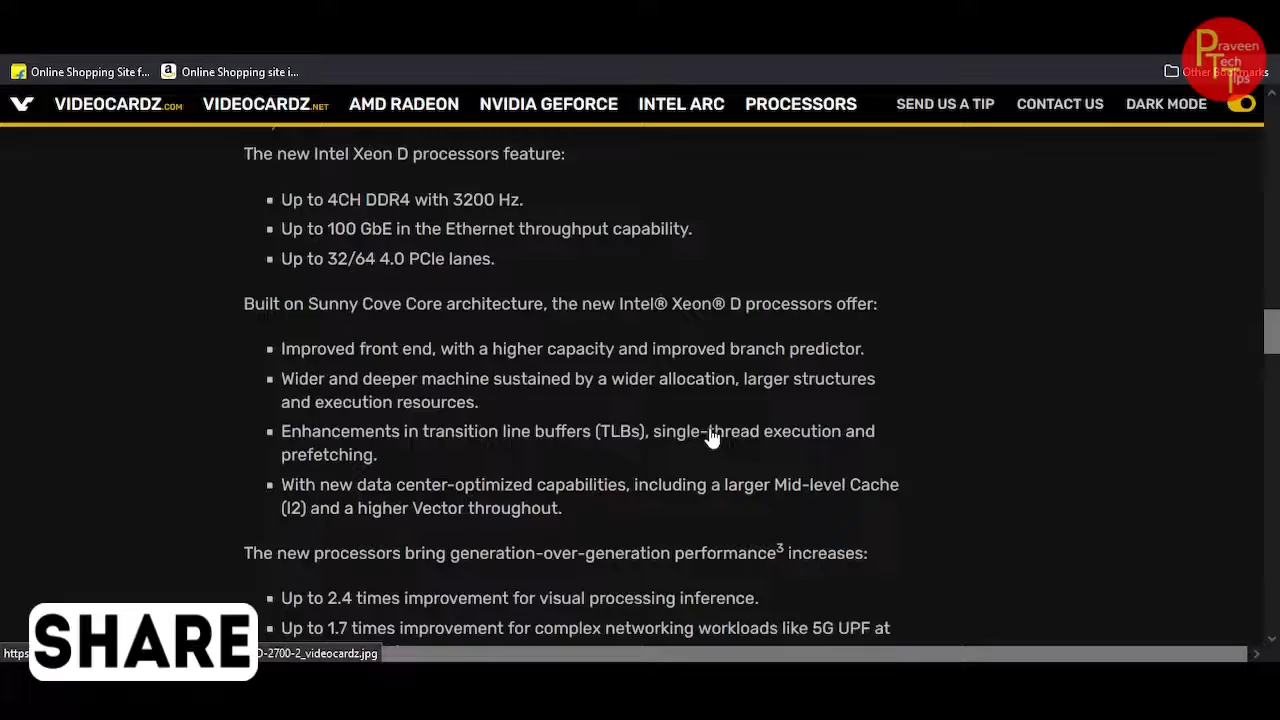 Praveen
Tech
Tips
Online Shopping Site f...
Online Shopping site i...
Other Bookmarks
VIDEOCARDZ.COM
VIDEOCARDZ.NET
AMD RADEON
NVIDIA GEFORCE
INTEL ARC
PROCESSORS
SEND US A TIP
CONTACT US
DARK MODE
The new Intel Xeon D processors feature:
Up to 4CH DDR4 with 3200 Hz.
Up to 100 GbE in the Ethernet throughput capability.
Up to 32/64 4.0 PCIe lanes.
Built on Sunny Cove Core architecture, the new Intel® Xeon® D processors offer:
Improved front end, with a higher capacity and improved branch predictor.
Wider and deeper machine sustained by a wider allocation, larger structures
and execution resources.
Enhancements in transition line buffers (TLBs), single-thread execution and
prefetching.
With new data center-optimized capabilities, including a larger Mid-level Cache
(I2) and a higher Vector throughout.
The new processors bring generation-over-generation performance³ increases:
Up to 2.4 times improvement for visual processing inference.
Up to 1.7 times improvement for complex networking workloads like 5G UPF at
SHARE
https
D-2700-2_videocardz.jpg